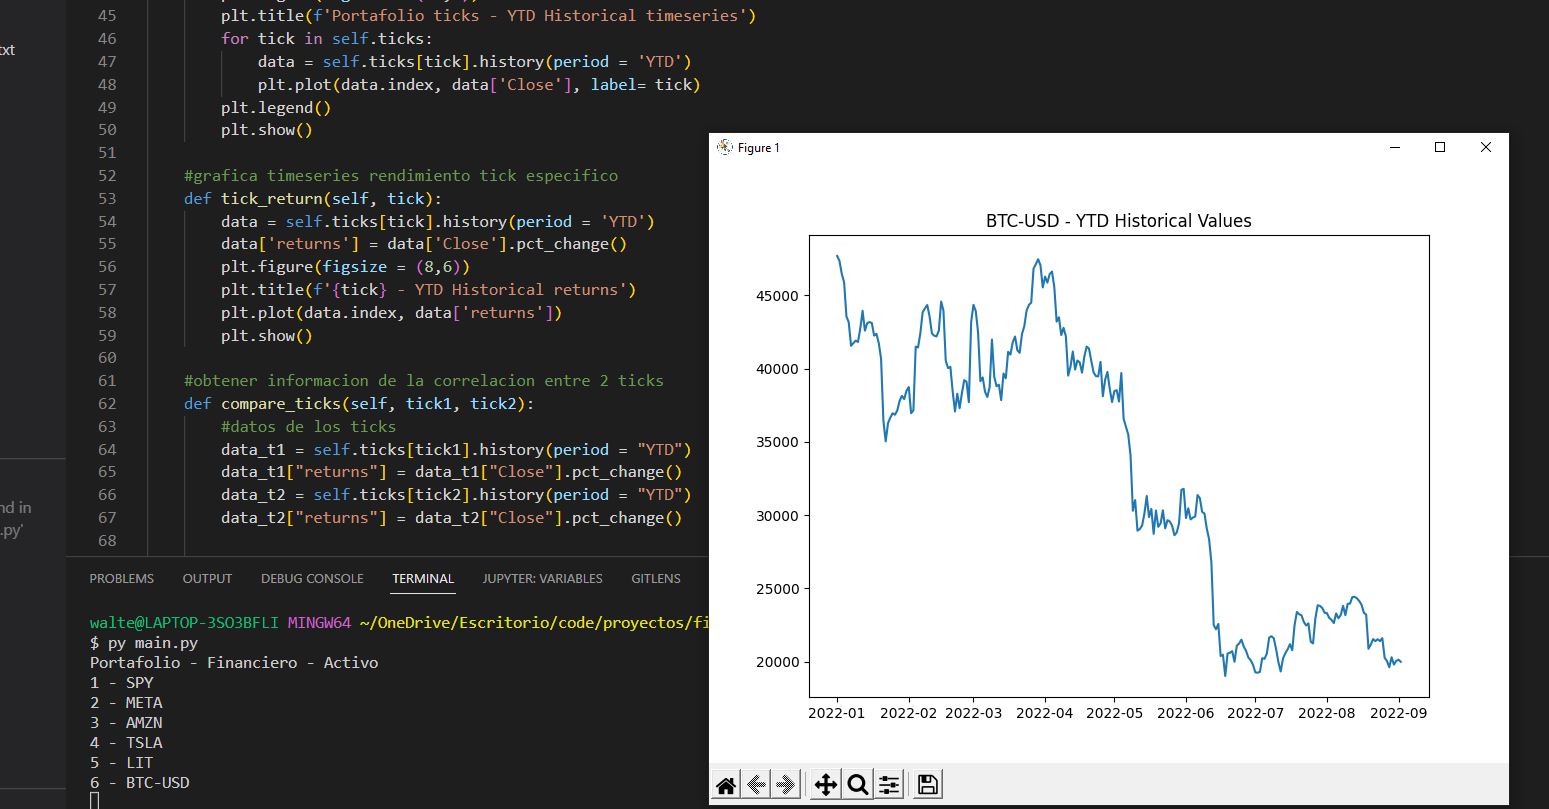 txt
nd in
.py'
45 plt.title(f'Portafolio ticks - YTD Historical timeseries')
46 for tick in self.ticks:
47 data = self.ticks[tick].history(period = 'YTD')
48 plt.plot(data.index, data['Close'], label= tick)
49 plt.legend()
50 plt.show()
51
52 #grafica timeseries rendimiento tick especifico
53 def tick_return(self, tick):
54 data = self.ticks[tick].history(period = 'YTD')
55 data['returns'] = data['Close'].pct_change()
56 plt.figure(figsize = (8,6))
57 plt.title(f'{tick} - YTD Historical returns')
58 plt.plot(data.index, data['returns'])
59 plt.show()
60
61 #obtener informacion de la correlacion entre 2 ticks
62 def compare_ticks(self, tick1, tick2):
63 #datos de los ticks
64 data_t1 = self.ticks[tick1].history(period = "YTD")
65 data_t1["returns"] = data_t1["Close"].pct_change()
66 data_t2 = self.ticks[tick2].history(period = "YTD")
67 data_t2["returns"] = data_t2["Close"].pct_change()
68
PROBLEMS OUTPUT DEBUG CONSOLE TERMINAL JUPYTER: VARIABLES GITLENS
walte@LAPTOP-3SO3BFLI MINGW64 ~/OneDrive/Escritorio/code/proyectos/fi
$ py main.py
Portafolio - Financiero - Activo
1 - SPY
2 - META
3 - AMZN
4 - TSLA
5 - LIT
6 - BTC-USD
Figure 1
BTC-USD - YTD Historical Values
45000
40000
35000
30000
25000
20000
2022-01 2022-02 2022-03 2022-04 2022-05 2022-06 2022-07 2022-08 2022-09